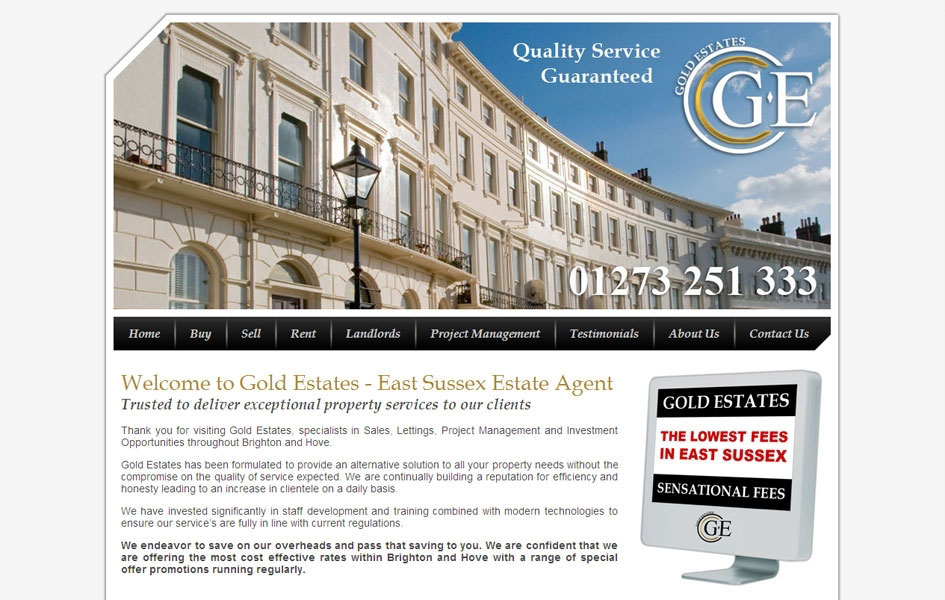 Quality Service
Guaranteed
GOLD ESTATES
G E
01273 251 333
Home Buy Sell Rent Landlords Project Management Testimonials About Us Contact Us
Welcome to Gold Estates - East Sussex Estate Agent
Trusted to deliver exceptional property services to our clients
Thank you for visiting Gold Estates, specialists in Sales, Lettings, Project Management and Investment
Opportunities throughout Brighton and Hove.
Gold Estates has been formulated to provide an alternative solution to all your property needs without the
compromise on the quality of service expected. We are continually building a reputation for efficiency and
honesty leading to an increase in clientele on a daily basis.
We have invested significantly in staff development and training combined with modern technologies to
ensure our service's are fully in line with current regulations.
We endeavor to save on our overheads and pass that saving to you. We are confident that we
are offering the most cost effective rates within Brighton and Hove with a range of special
offer promotions running regularly.
GOLD ESTATES
THE LOWEST FEES
IN EAST SUSSEX
SENSATIONAL FEES
GE